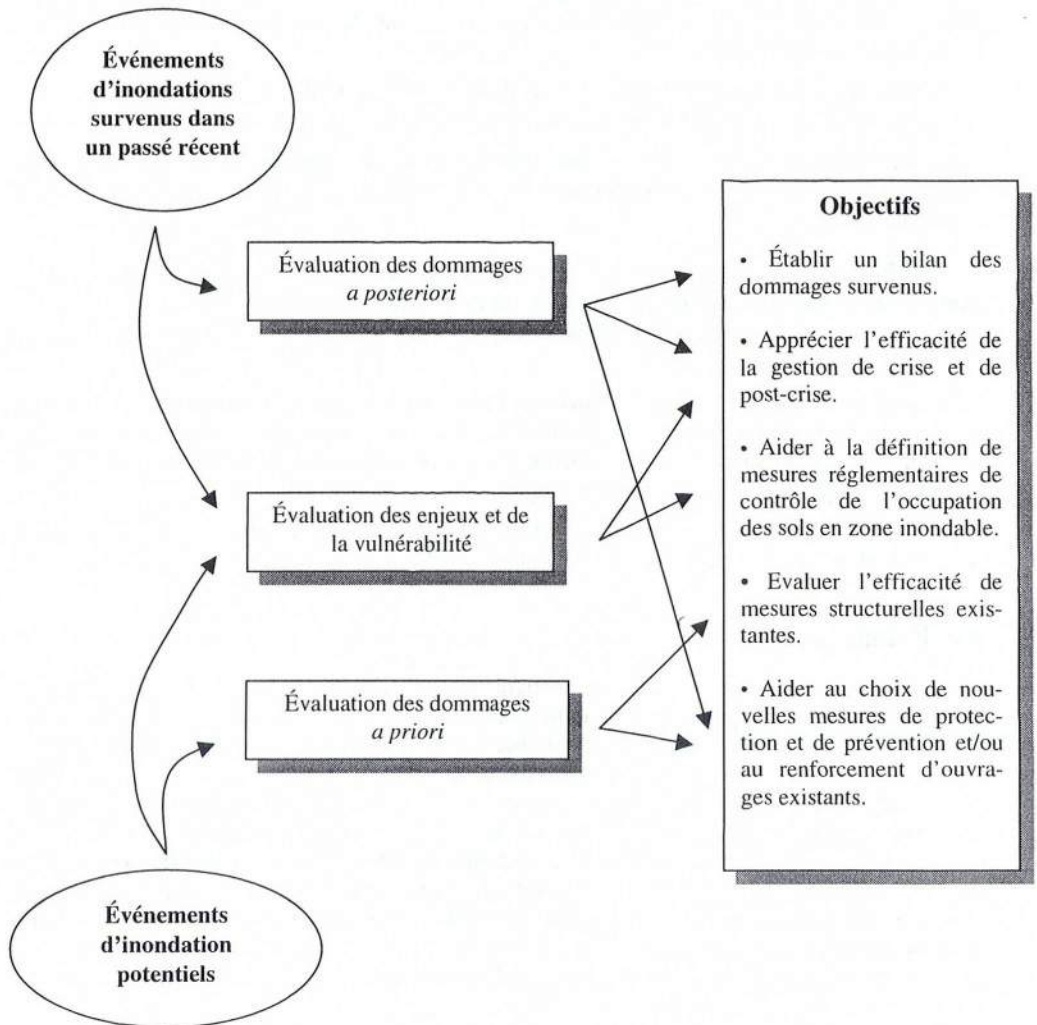 Événements
d'inondations
survenus dans
un passé récent
Évaluation des dommages
a posteriori
Évaluation des enjeux et de
la vulnérabilité
Évaluation des dommages
a priori
Événements
d'inondation
potentiels
Objectifs
• Établir un bilan des
dommages survenus.
• Apprécier l'efficacité de
la gestion de crise et de
post-crise.
• Aider à la définition de
mesures réglementaires de
contrôle de l'occupation
des sols en zone inondable.
• Evaluer l'efficacité de
mesures structurelles exis-
tantes.
• Aider au choix de nou-
velles mesures de protec-
tion et de prévention et/ou
au renforcement d'ouvra-
ges existants.